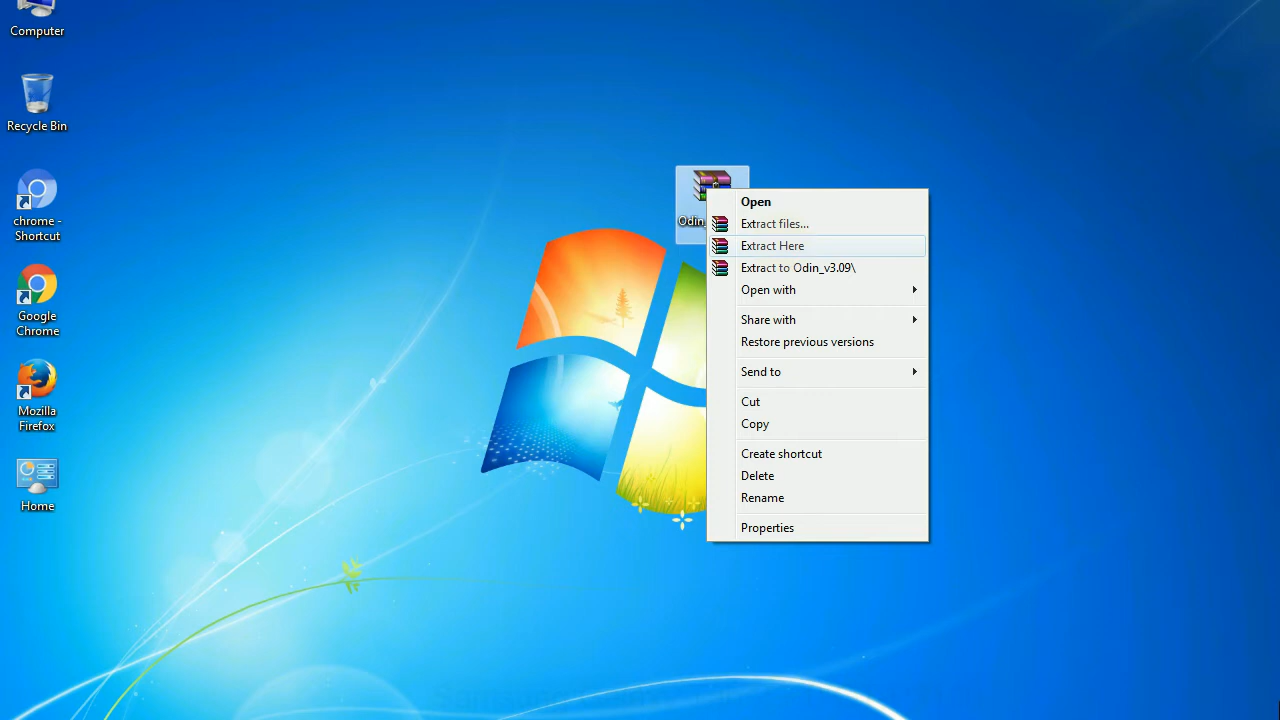 Computer
Recycle Bin
chrome -
Shortcut
Google
Chrome
Mozilla
Firefox
Home
Open
Extract files...
Extract Here
Extract to Odin_v3.09\
Open with
Share with
Restore previous versions
Send to
Cut
Copy
Create shortcut
Delete
Rename
Properties